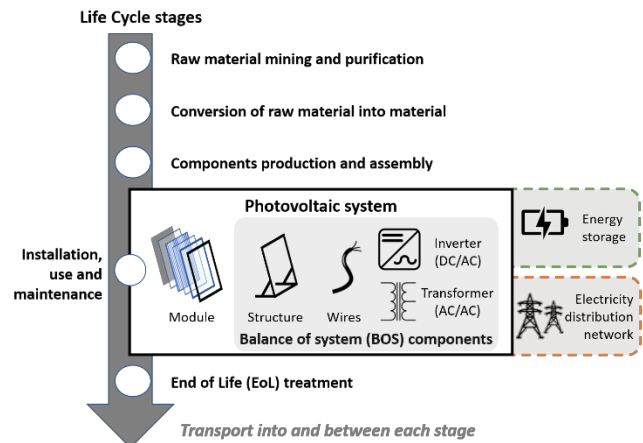 Life Cycle stages
Raw material mining and purification
Conversion of raw material into material
Components production and assembly
Photovoltaic system
Installation,
use and
maintenance
Module
Structure
Wires
Inverter
(DC/AC)
Transformer
(AC/AC)
Balance of system (BOS) components
Energy
storage
Electricity
distribution
network
End of Life (EoL) treatment
Transport into and between each stage